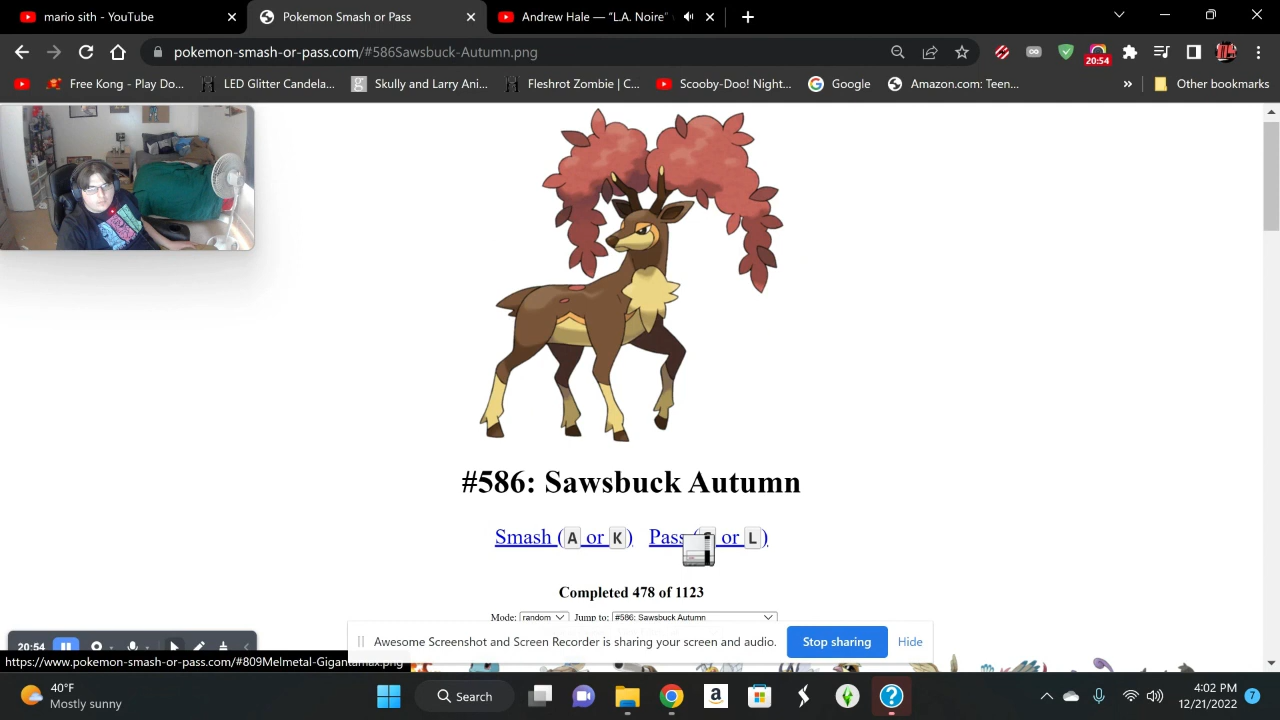 mario sith - YouTube
Pokemon Smash or Pass
Andrew Hale — "L.A. Noire"
pokemon-smash-or-pass.com/#586Sawsbuck-Autumn.png
20:54
Free Kong - Play Do...
LED Glitter Candela...
Skully and Larry Ani...
Fleshrot Zombie | C...
Scooby-Doo! Night...
Google
Amazon.com: Teen...
»
Other bookmarks
#586: Sawsbuck Autumn
Smash (A or K) Pass ( or L)
Completed 478 of 1123
Mode: random Jump to: #586: Sawsbuck Autumn
Awesome Screenshot and Screen Recorder is sharing your screen and audio. Stop sharing Hide
20:54
https://www.pokemon-smash-or-pass.com/#809Melmetal-Gigantamax.png
40°F
Mostly sunny
Search
4:02 PM
12/21/2022
7